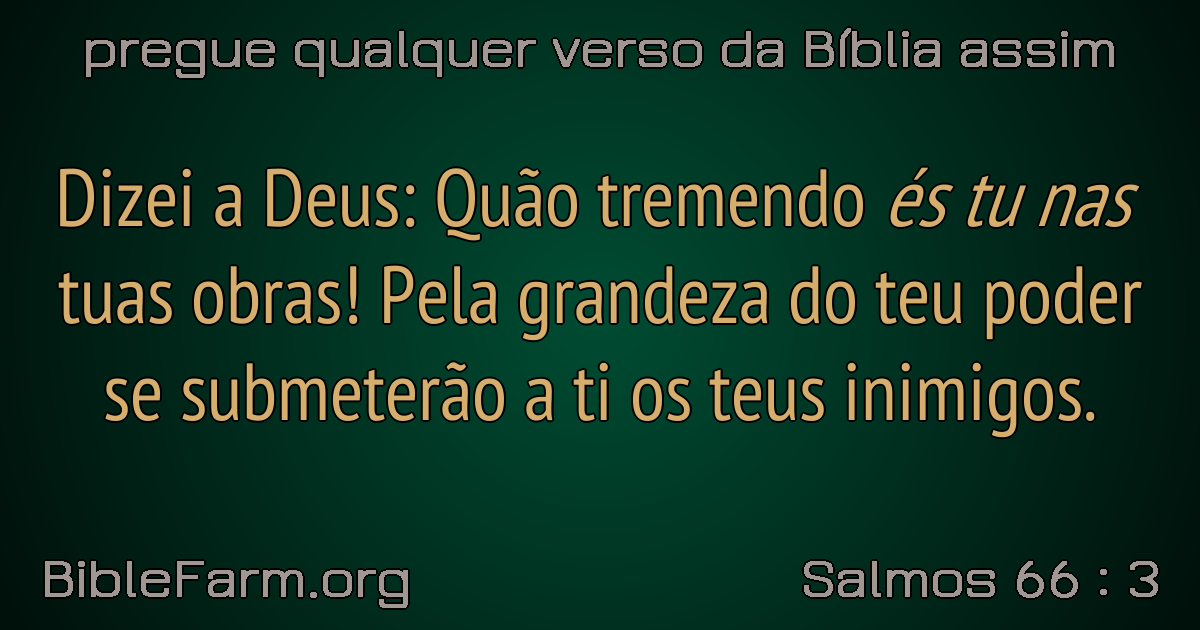 pregue qualquer verso da Bíblia assim
Dizei a Deus: Quão tremendo és tu nas
tuas obras! Pela grandeza do teu poder
se submeterão a ti os teus inimigos.
BibleFarm.org
Salmos 66 : 3